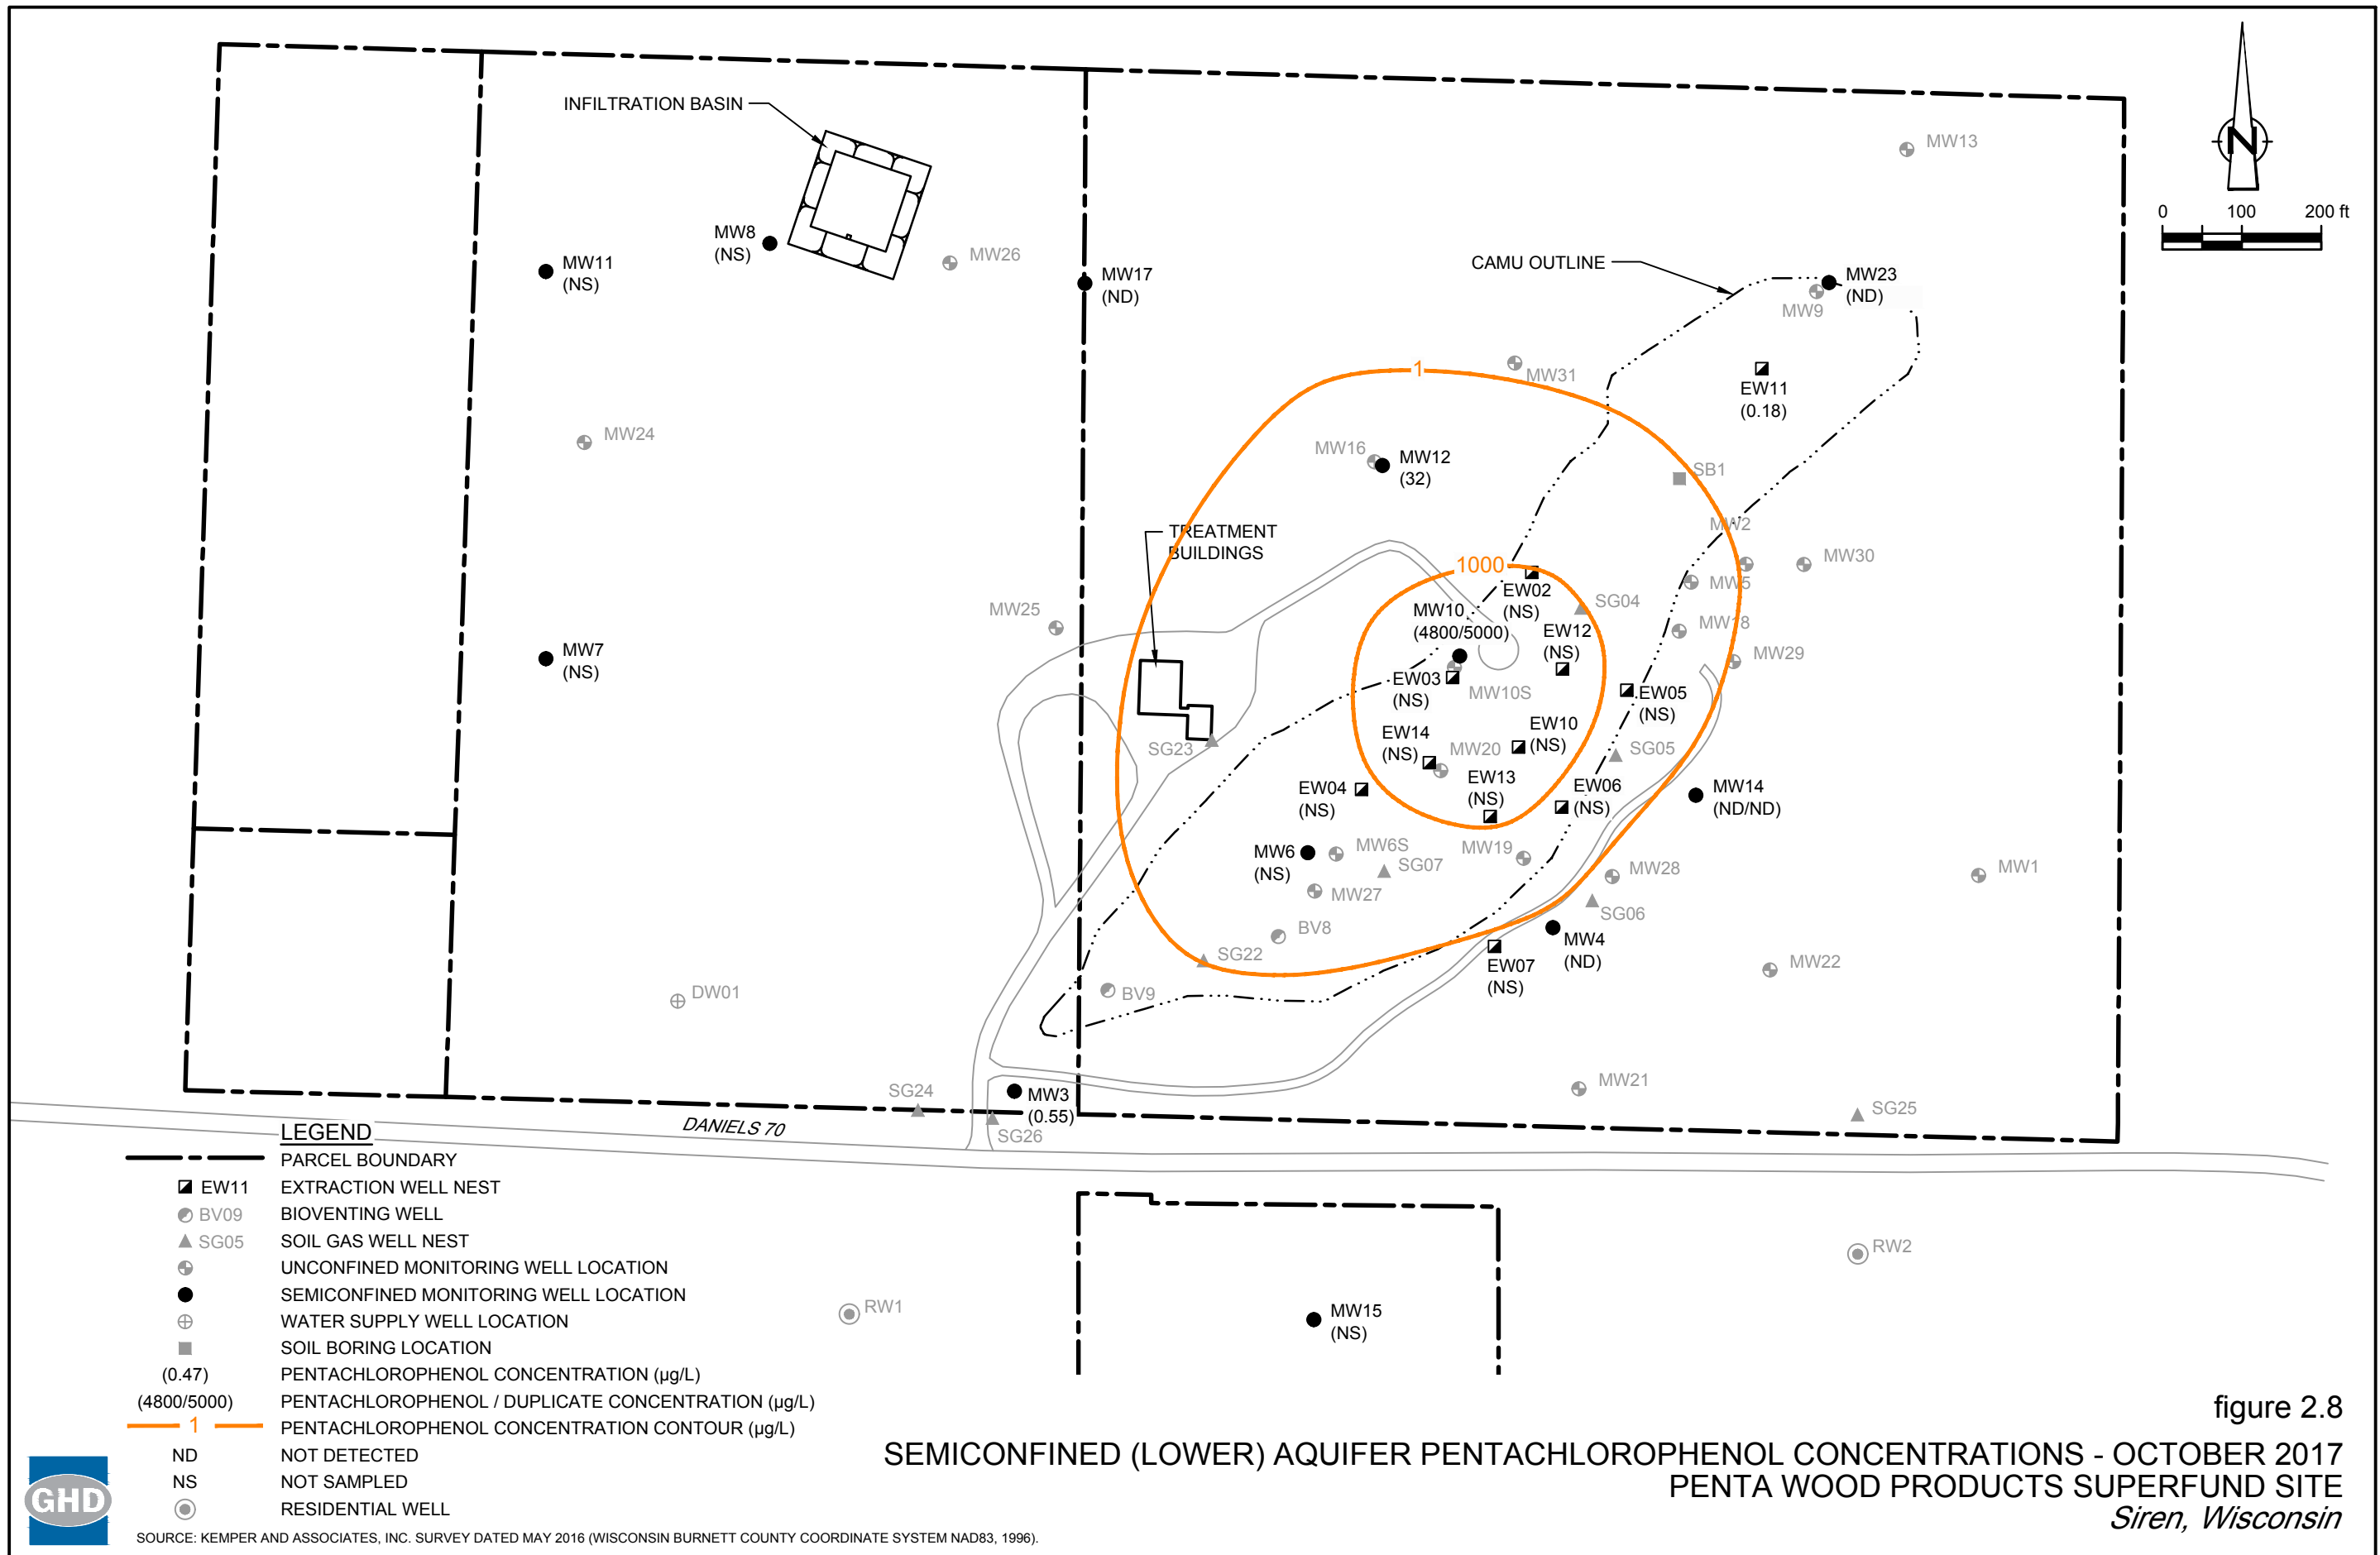 INFILTRATION BASIN
MW13
N
0 100 200 ft
MW8
(NS)
MW11
(NS)
MW26
MW17
(ND)
CAMU OUTLINE
MW23
(ND)
MW9
1
MW31
EW11
(0.18)
MW24
MW16
MW12
(32)
SB1
TREATMENT
BUILDINGS
MW2
MW30
MW5
1000
EW02
(NS)
SG04
MW25
MW10
(4800/5000)
EW12
(NS)
MW18
MW29
MW7
(NS)
EW03
(NS)
MW10S
EW05
(NS)
SG23
EW14
(NS)
MW20
EW10
(NS)
SG05
EW04
(NS)
EW13
(NS)
EW06
(NS)
MW14
(ND/ND)
MW6
(NS)
MW6S
SG07
MW19
MW28
MW1
MW27
SG06
BV8
SG22
MW4
(ND)
EW07
(NS)
MW22
DW01
BV9
SG24
MW3
(0.55)
SG26
MW21
SG25
DANIELS 70
RW1
RW2
MW15
(NS)
LEGEND
PARCEL BOUNDARY
EW11 EXTRACTION WELL NEST
BV09 BIOVENTING WELL
SG05 SOIL GAS WELL NEST
UNCONFINED MONITORING WELL LOCATION
SEMICONFINED MONITORING WELL LOCATION
WATER SUPPLY WELL LOCATION
SOIL BORING LOCATION
(0.47) PENTACHLOROPHENOL CONCENTRATION (µg/L)
(4800/5000) PENTACHLOROPHENOL / DUPLICATE CONCENTRATION (µg/L)
1 PENTACHLOROPHENOL CONCENTRATION CONTOUR (µg/L)
ND NOT DETECTED
NS NOT SAMPLED
RESIDENTIAL WELL
GHD
SOURCE: KEMPER AND ASSOCIATES, INC. SURVEY DATED MAY 2016 (WISCONSIN BURNETT COUNTY COORDINATE SYSTEM NAD83, 1996).
figure 2.8
SEMICONFINED (LOWER) AQUIFER PENTACHLOROPHENOL CONCENTRATIONS - OCTOBER 2017
PENTA WOOD PRODUCTS SUPERFUND SITE
Siren, Wisconsin